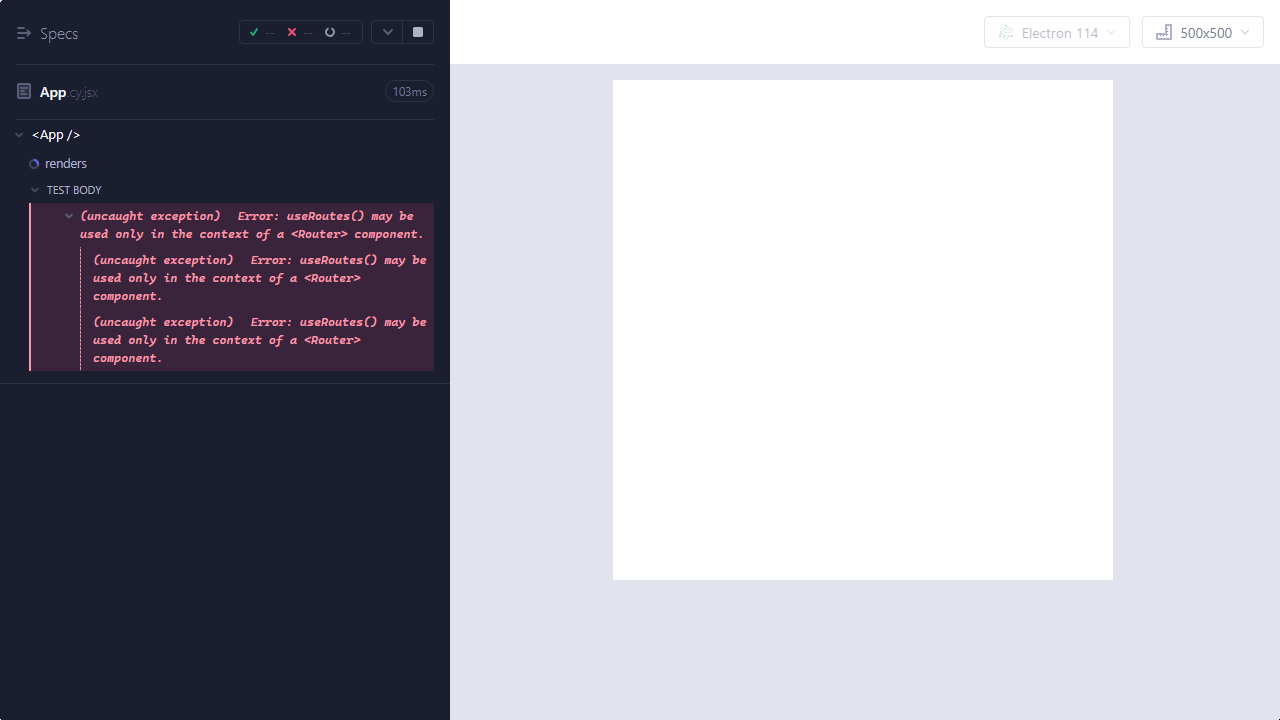 Specs
-- -- --
Electron 114
500x500
App.cy.jsx
103ms
<App />
renders
TEST BODY
(uncaught exception) Error: useRoutes() may be
used only in the context of a <Router> component.
(uncaught exception) Error: useRoutes() may be
used only in the context of a <Router>
component.
(uncaught exception) Error: useRoutes() may be
used only in the context of a <Router>
component.